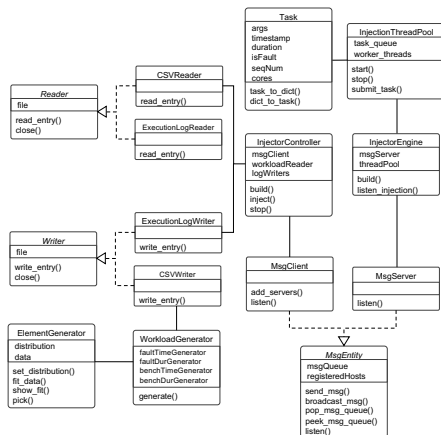 Task
args
timestamp
duration
isFault
seqNum
cores
task_to_dict()
dict_to_task()
InjectionThreadPool
task_queue
worker_threads
start()
stop()
submit_task()
Reader
file
read_entry()
close()
CSVReader
read_entry()
ExecutionLogReader
read_entry()
InjectorController
msgClient
workloadReader
logWriters
build()
inject()
stop()
InjectorEngine
msgServer
threadPool
build()
listen_injection()
Writer
file
write_entry()
close()
ExecutionLogWriter
write_entry()
CSVWriter
write_entry()
MsgClient
add_servers()
listen()
MsgServer
listen()
ElementGenerator
distribution
data
set_distribution()
fit_data()
show_fit()
pick()
WorkloadGenerator
faultTimeGenerator
faultDurGenerator
benchTimeGenerator
benchDurGenerator
generate()
MsgEntity
msgQueue
registeredHosts
send_msg()
broadcast_msg()
pop_msg_queue()
peek_msg_queue()
listen()